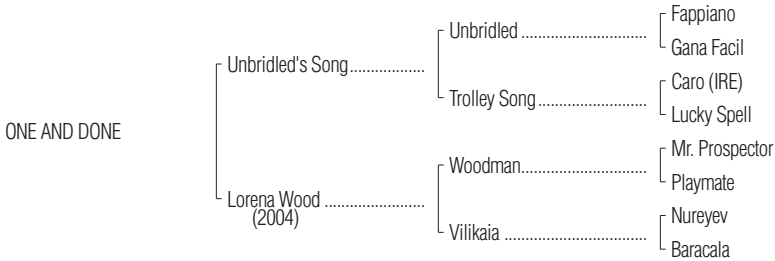 Fappiano
Unbridled ..............................
Gana Facil
Unbridled's Song..................
Caro (IRE)
Trolley Song..........................
Lucky Spell
ONE AND DONE
Mr. Prospector
Woodman..............................
Playmate
Lorena Wood ........................
(2004)
Nureyev
Vilikaia ..................................
Baracala